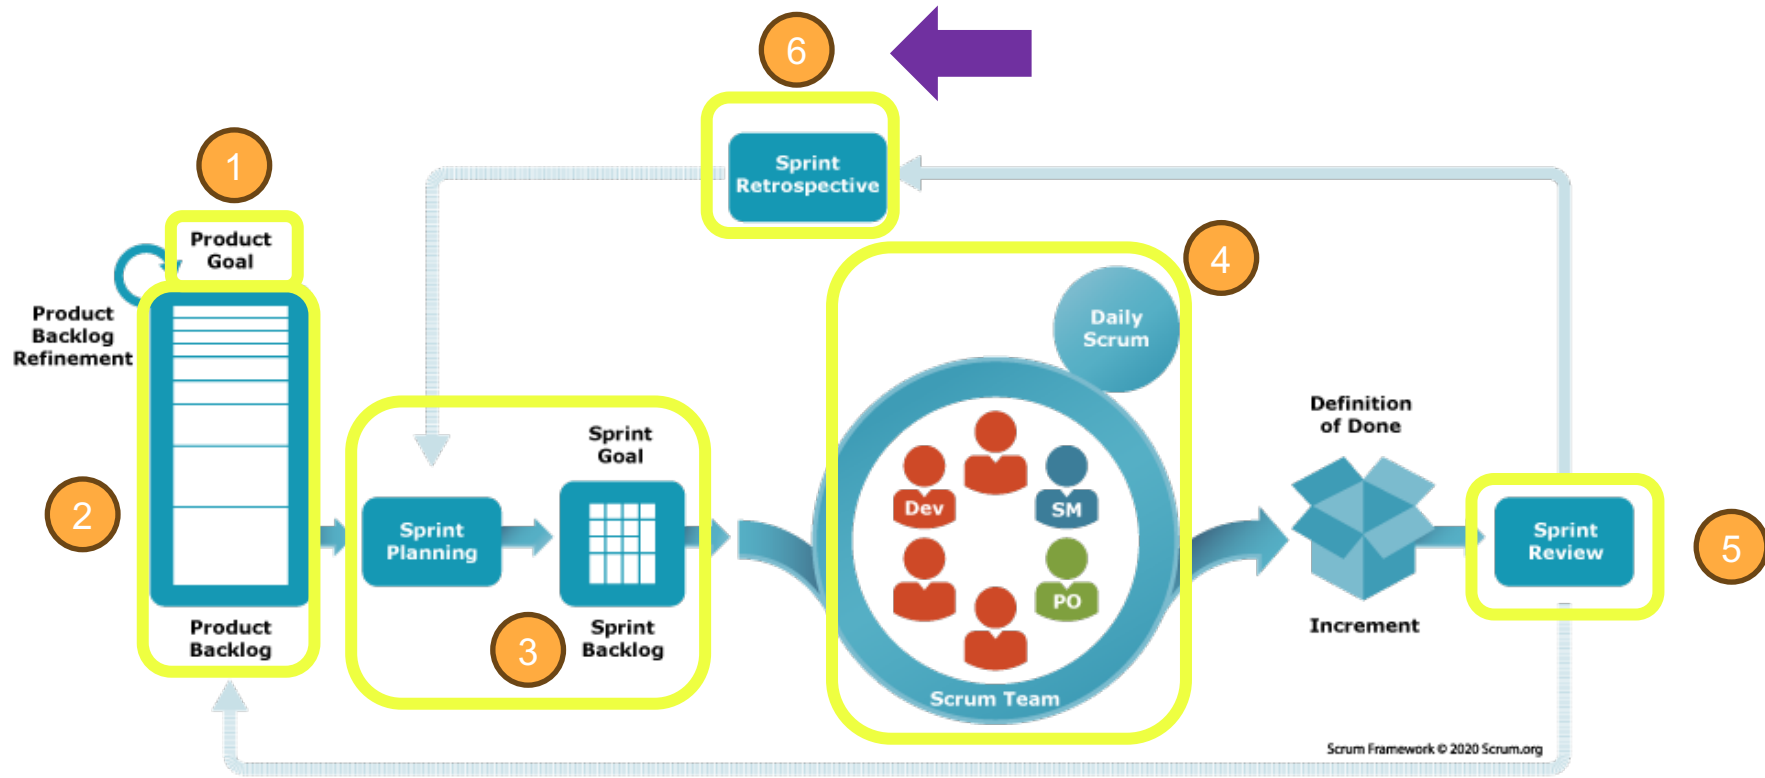 6
Sprint
Retrospective
1
Product
Goal
Product
Backlog
Refinement
4
Daily
Scrum
Sprint
Goal
Definition
of Done
2
Sprint
Planning
Dev
SM
5
Sprint
Review
PO
3
Product
Backlog
Sprint
Backlog
Increment
Scrum Team
Scrum Framework © 2020 Scrum.org